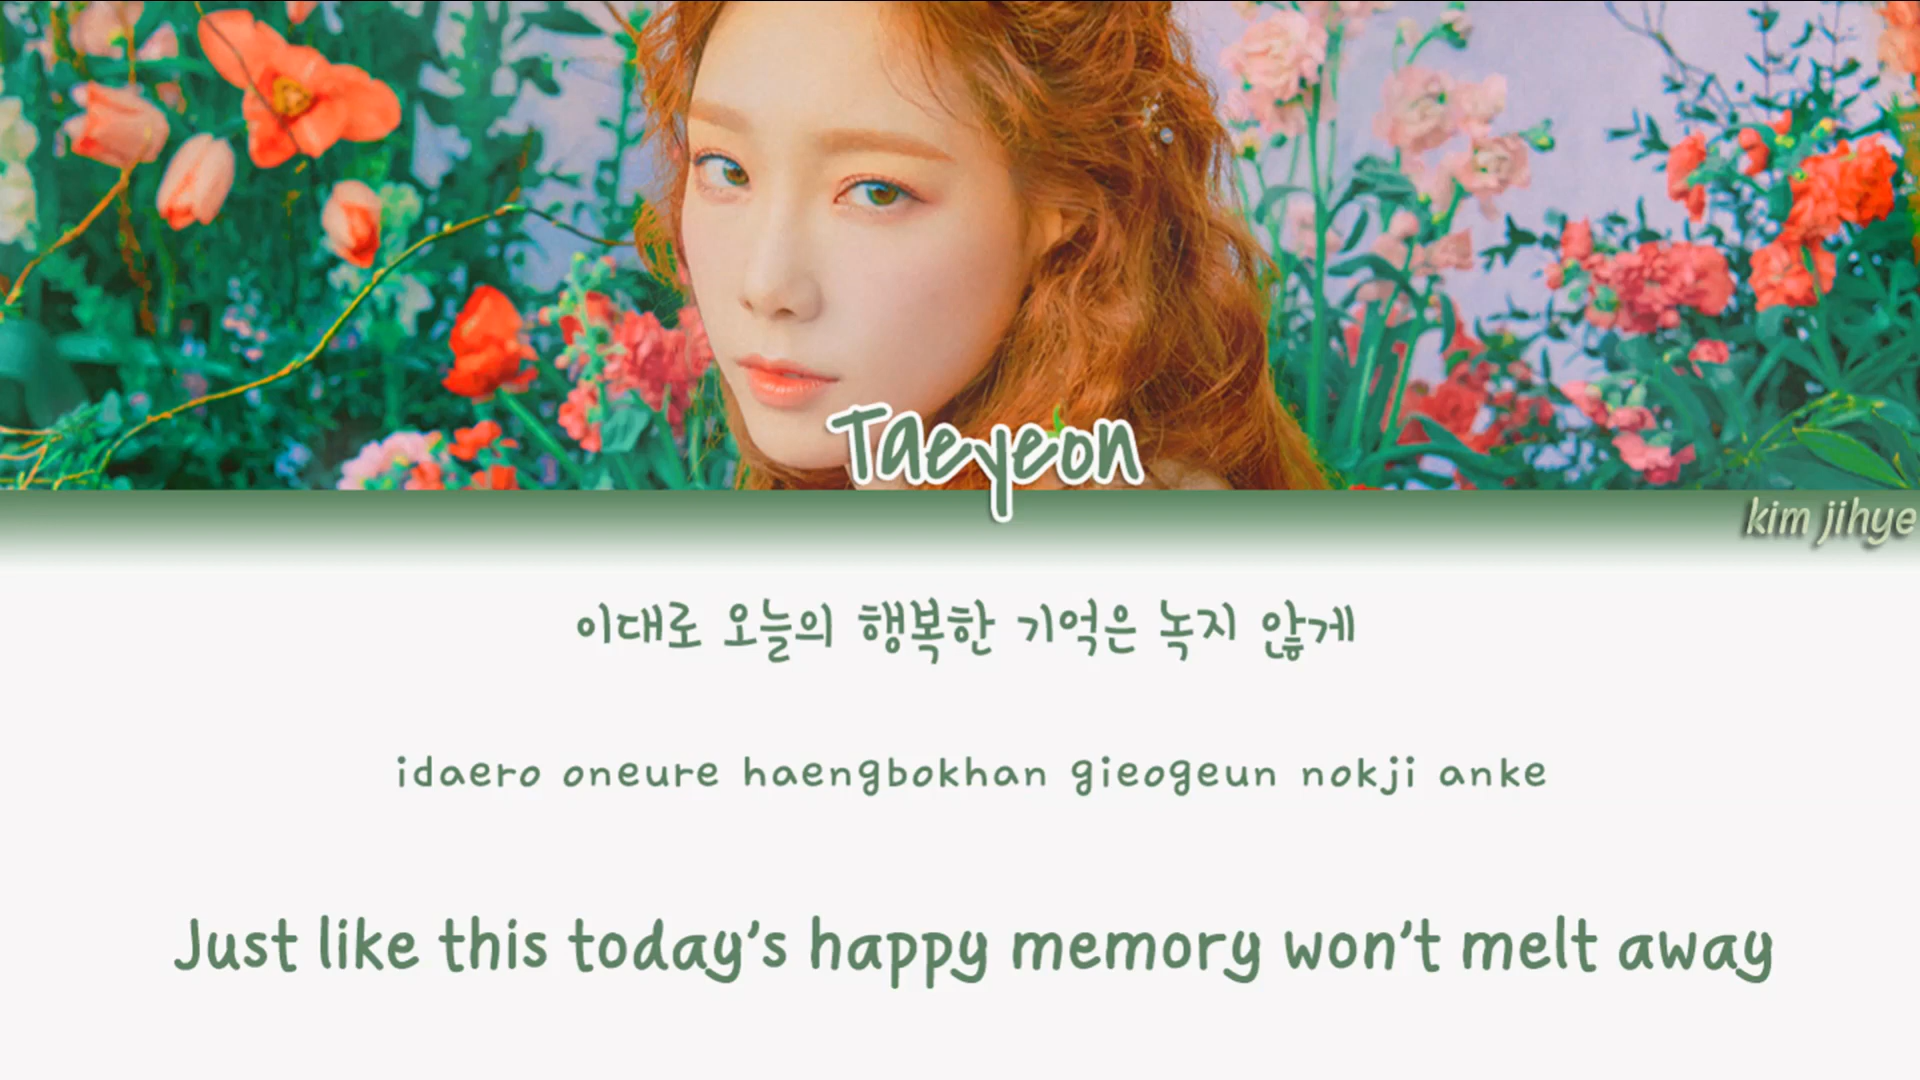 Taeyeon
kim jihye
이대로 오늘의 행복한 기억은 녹지 않게
idaero oneure haengbokhan gieogeun nokji anke
Just like this today's happy memory won't melt away